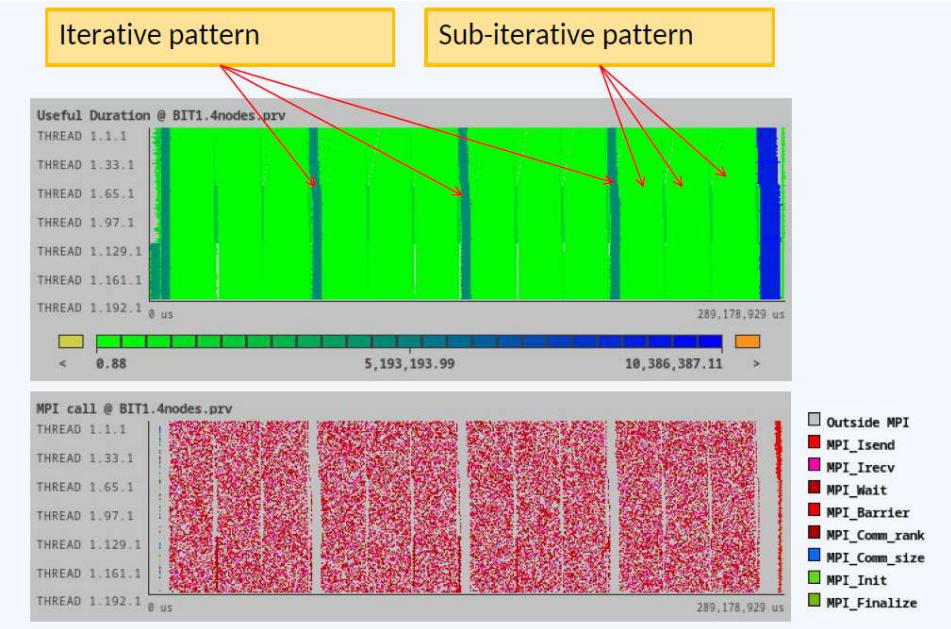 Iterative pattern
Sub-iterative pattern
Useful Duration @ BIT1.4nodes.prv
THREAD 1.1.1
THREAD 1.33.1
THREAD 1.65.1
THREAD 1.97.1
THREAD 1.129.1
THREAD 1.161.1
THREAD 1.192.1
0 us
289,178,929 us
<
0.88
5,193,193.99
10,386,387.11
>
MPI call @ BIT1.4nodes.prv
THREAD 1.1.1
THREAD 1.33.1
THREAD 1.65.1
THREAD 1.97.1
THREAD 1.129.1
THREAD 1.161.1
THREAD 1.192.1
0 us
289,178,929 us
Outside MPI
MPI_Isend
MPI_Irecv
MPI_Wait
MPI_Barrier
MPI_Comm_rank
MPI_Comm_size
MPI_Init
MPI_Finalize